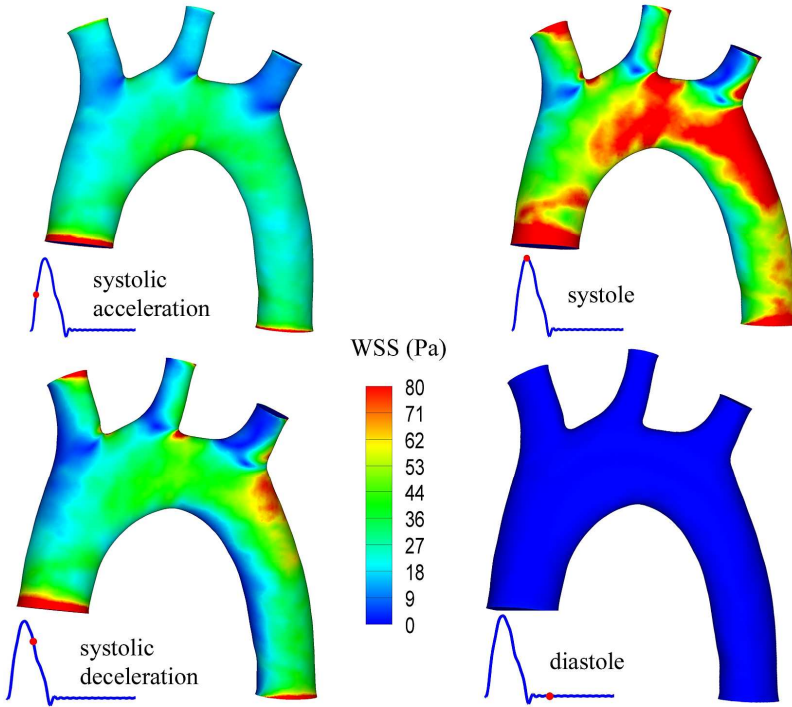 systolic
acceleration
systole
WSS (Pa)
80
71
62
53
44
36
27
18
9
0
systolic
deceleration
diastole